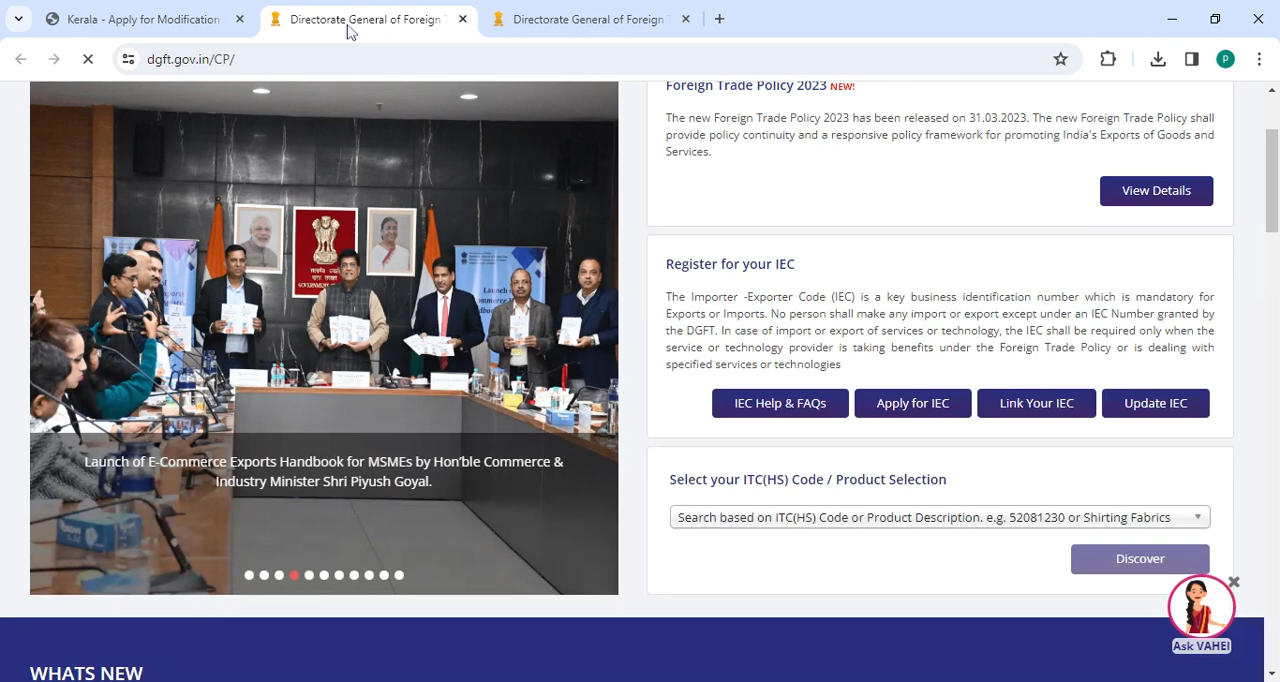 Kerala - Apply for Modification
Directorate General of Foreign T
Directorate General of Foreign T
dgft.gov.in/CP/
P
Launch of E-Commerce Exports Handbook for MSMEs by Hon'ble Commerce &
Industry Minister Shri Piyush Goyal.
Foreign Trade Policy 2023 NEW!
The new Foreign Trade Policy 2023 has been released on 31.03.2023. The new Foreign Trade Policy shall
provide policy continuity and a responsive policy framework for promoting India's Exports of Goods and
Services.
View Details
Register for your IEC
The Importer -Exporter Code (IEC) is a key business identification number which is mandatory for
Exports or Imports. No person shall make any import or export except under an IEC Number granted by
the DGFT. In case of import or export of services or technology, the IEC shall be required only when the
service or technology provider is taking benefits under the Foreign Trade Policy or is dealing with
specified services or technologies
IEC Help & FAQs
Apply for IEC
Link Your IEC
Update IEC
Select your ITC(HS) Code / Product Selection
Search based on ITC(HS) Code or Product Description. e.g. 52081230 or Shirting Fabrics
Discover
Ask VAHEI
WHATS NEW